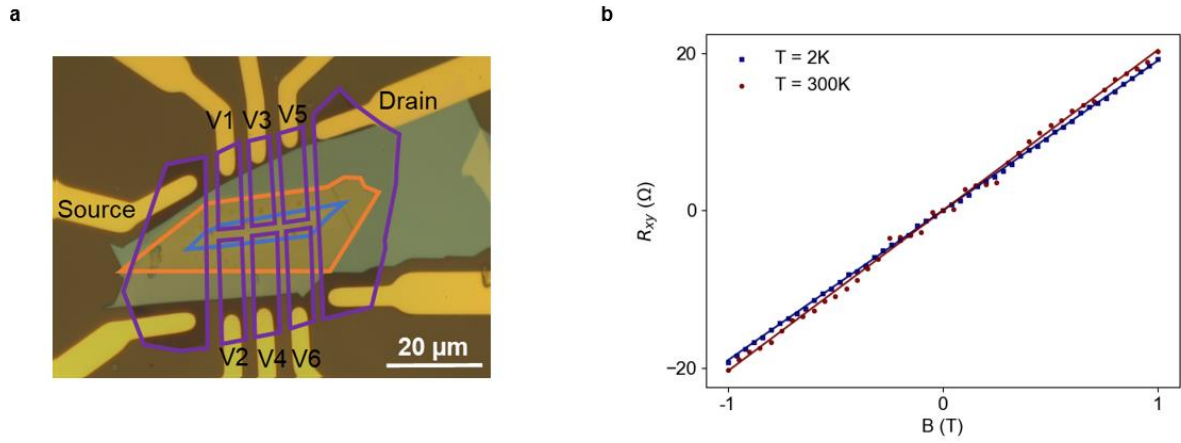 a
V1 V3 V5
Drain
Source
V2 V4 V6
20 µm
b
T = 2K
T = 300K
20
0
−20
Rxy (Ω)
-1 0 1
B (T)